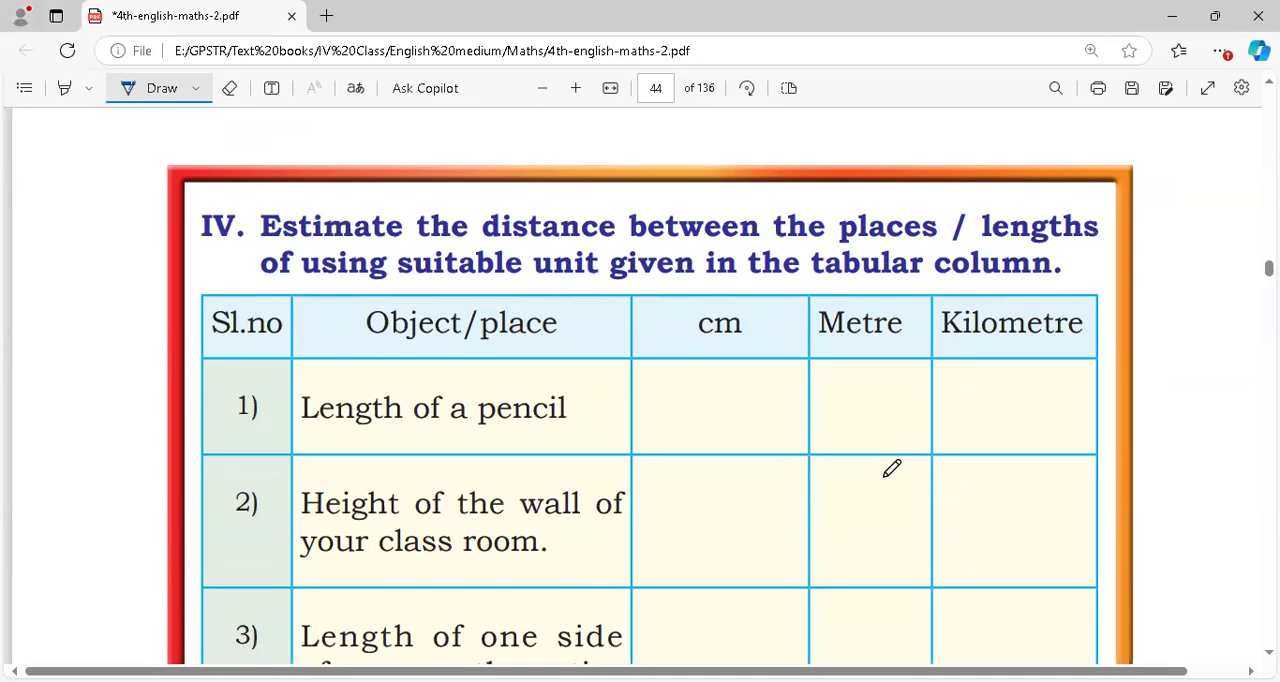 *4th-english-maths-2.pdf
File E:/GPSTR/Text%20books/IV%20Class/English%20medium/Maths/4th-english-maths-2.pdf
Draw Ask Copilot 44 of 136
IV. Estimate the distance between the places / lengths
of using suitable unit given in the tabular column.
Sl.no Object/place cm Metre Kilometre
1) Length of a pencil
2) Height of the wall of
your class room.
3) Length of one side